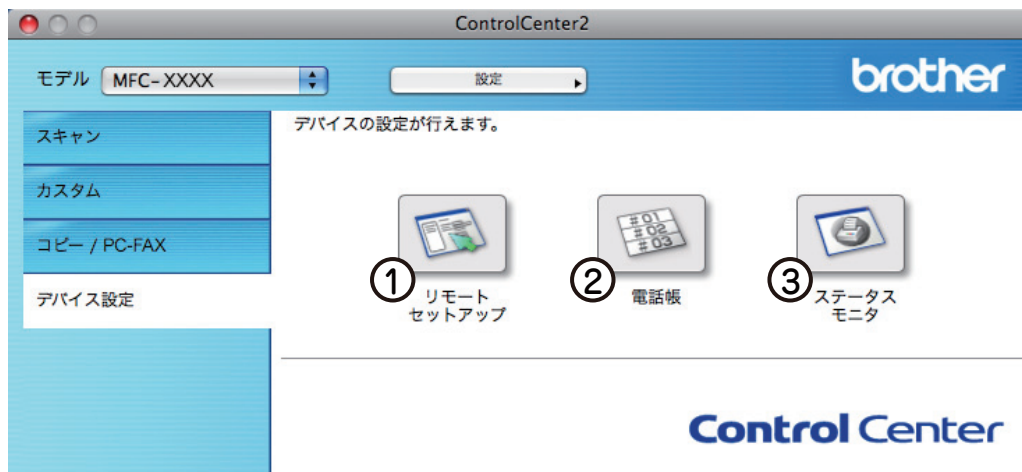 ControlCenter2
モデル MFC-XXXX
設定
brother
スキャン
カスタム
コピー / PC-FAX
デバイス設定
デバイスの設定が行えます。
#01
#02
#03
① リモート
セットアップ
② 電話帳
③ ステータス
モニタ
Control Center